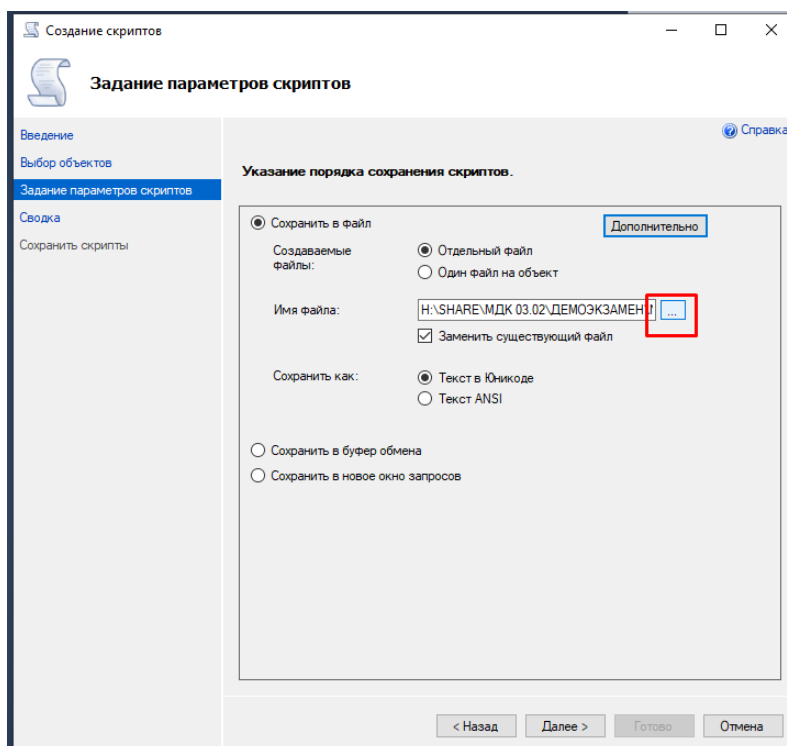 Создание скриптов
Задание параметров скриптов
Справка
Введение
Выбор объектов
Задание параметров скриптов
Сводка
Сохранить скрипты
Указание порядка сохранения скриптов.
Сохранить в файл
Дополнительно
Создаваемые
файлы:
Отдельный файл
Один файл на объект
Имя файла:
H:\SHARE\МДК 03.02\ДЕМОЭКЗАМЕН\
...
Заменить существующий файл
Сохранить как:
Текст в Юникоде
Текст ANSI
Сохранить в буфер обмена
Сохранить в новое окно запросов
< Назад
Далее >
Готово
Отмена